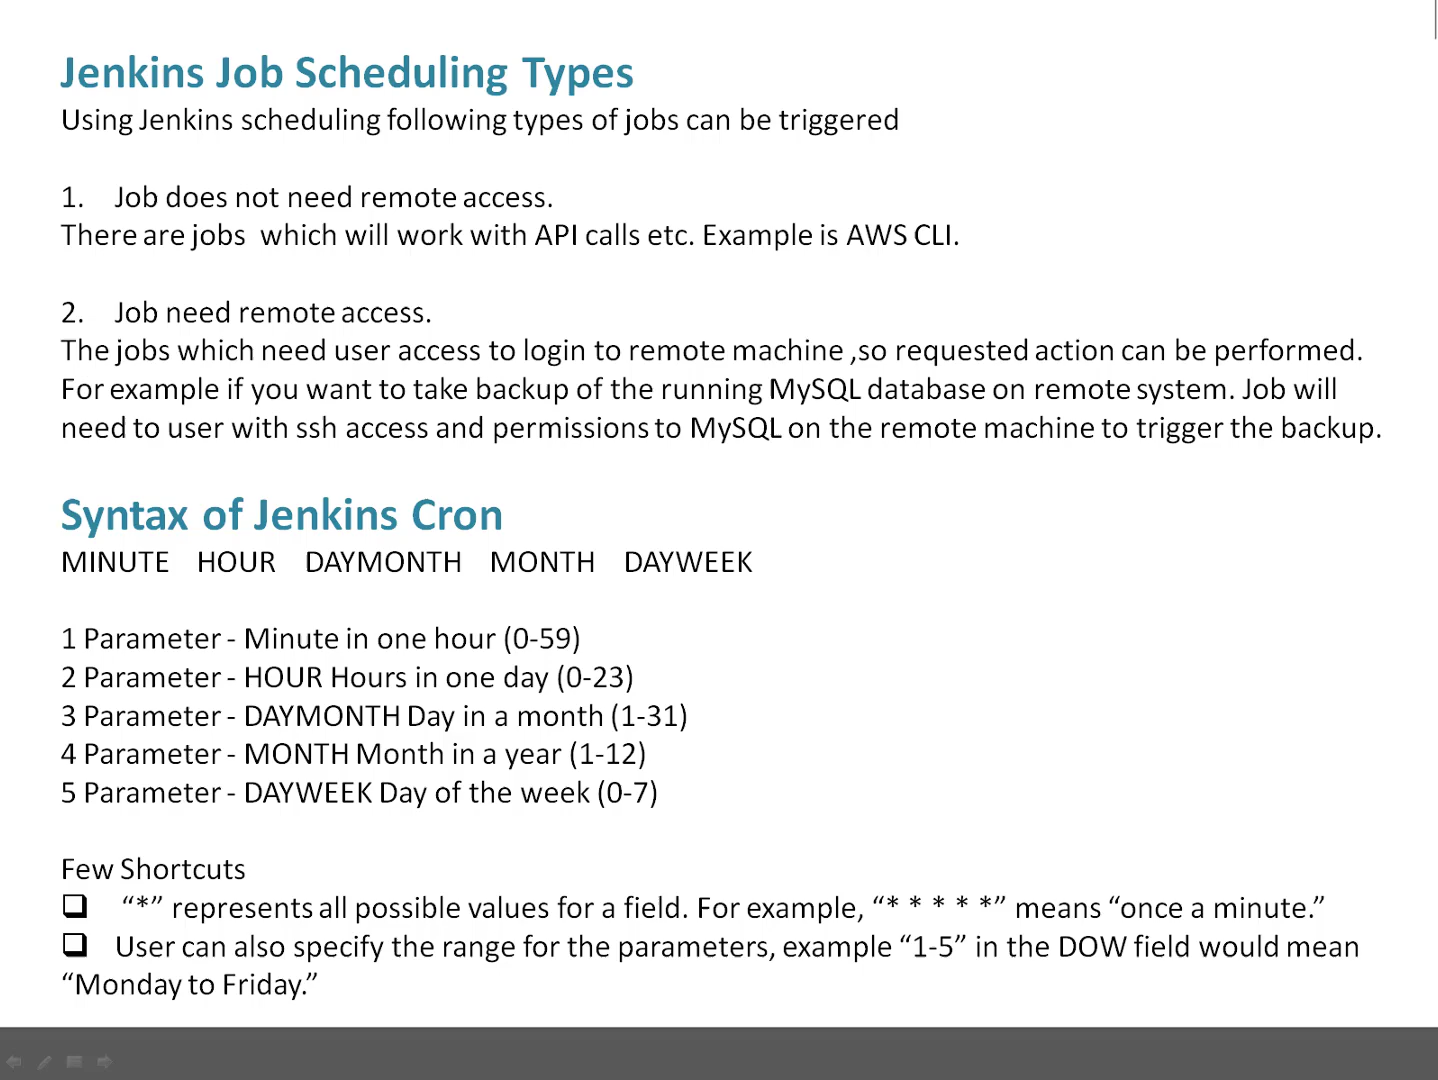 Jenkins Job Scheduling Types
Using Jenkins scheduling following types of jobs can be triggered
1. Job does not need remote access.
There are jobs which will work with API calls etc. Example is AWS CLI.
2. Job need remote access.
The jobs which need user access to login to remote machine ,so requested action can be performed.
For example if you want to take backup of the running MySQL database on remote system. Job will
need to user with ssh access and permissions to MySQL on the remote machine to trigger the backup.
Syntax of Jenkins Cron
MINUTE HOUR DAYMONTH MONTH DAYWEEK
1 Parameter - Minute in one hour (0-59)
2 Parameter - HOUR Hours in one day (0-23)
3 Parameter - DAYMONTH Day in a month (1-31)
4 Parameter - MONTH Month in a year (1-12)
5 Parameter - DAYWEEK Day of the week (0-7)
Few Shortcuts
❑ “*” represents all possible values for a field. For example, “* * * * *” means “once a minute.”
❑ User can also specify the range for the parameters, example “1-5” in the DOW field would mean
“Monday to Friday.”